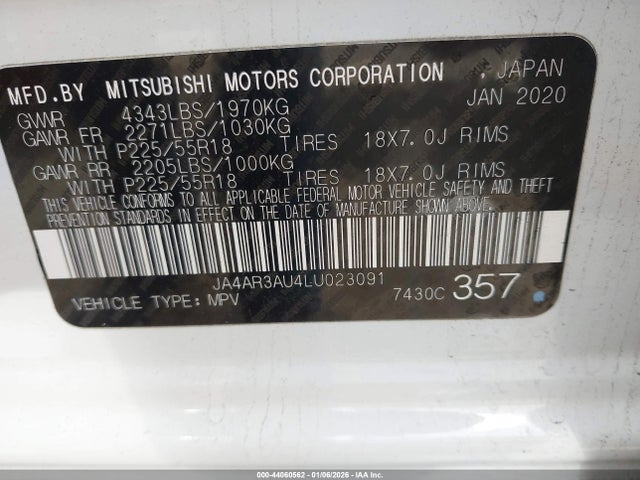 MFD.BY MITSUBISHI MOTORS CORPORATION , JAPAN
GVWR 4343LBS/1970KG JAN 2020
GAWR FR 2271LBS/1030KG
WITH P225/55R18 TIRES 18X7.0J RIMS
GAWR RR 2205LBS/1000KG
WITH P225/55R18 TIRES 18X7.0J RIMS
THIS VEHICLE CONFORMS TO ALL APPLICABLE FEDERAL MOTOR VEHICLE SAFETY AND THEFT
PREVENTION STANDARDS IN EFFECT ON THE DATE OF MANUFACTURE SHOWN ABOVE.
JA4AR3AU4LU023091
VEHICLE TYPE: MPV 7430C 357
000-44060562 - 01/06/2026 - IAA Corp.